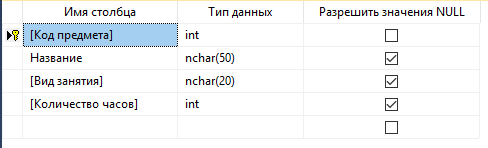 Имя столбца Тип данных Разрешить значения NULL
[Код предмета] int
Название nchar(50)
[Вид занятия] nchar(20)
[Количество часов] int